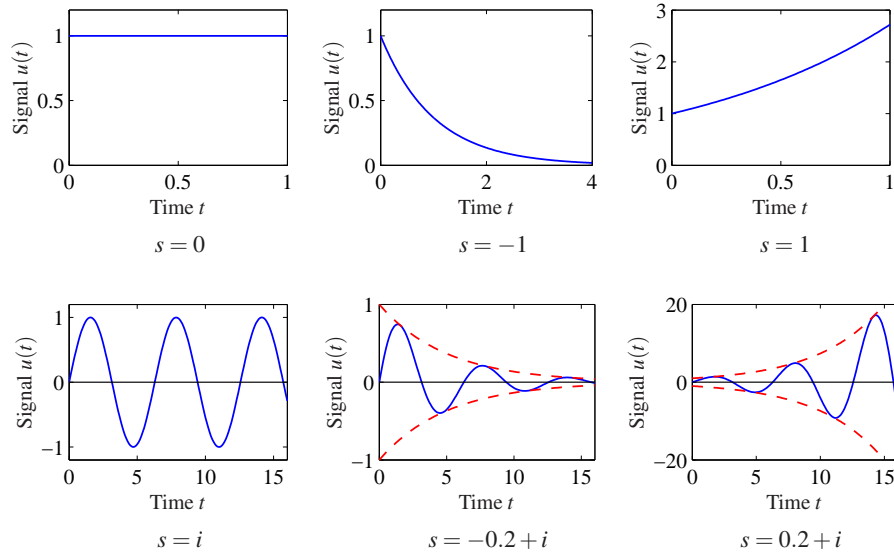 Signal u(t)
1
0.5
0
0
0.5
1
Time t
s = 0
Signal u(t)
1
0.5
0
0
2
4
Time t
s = −1
Signal u(t)
3
2
1
0
0
0.5
1
Time t
s = 1
Signal u(t)
1
0
−1
0
5
10
15
Time t
s = i
Signal u(t)
1
0
−1
0
5
10
15
Time t
s = −0.2 + i
Signal u(t)
20
0
−20
0
5
10
15
Time t
s = 0.2 + i